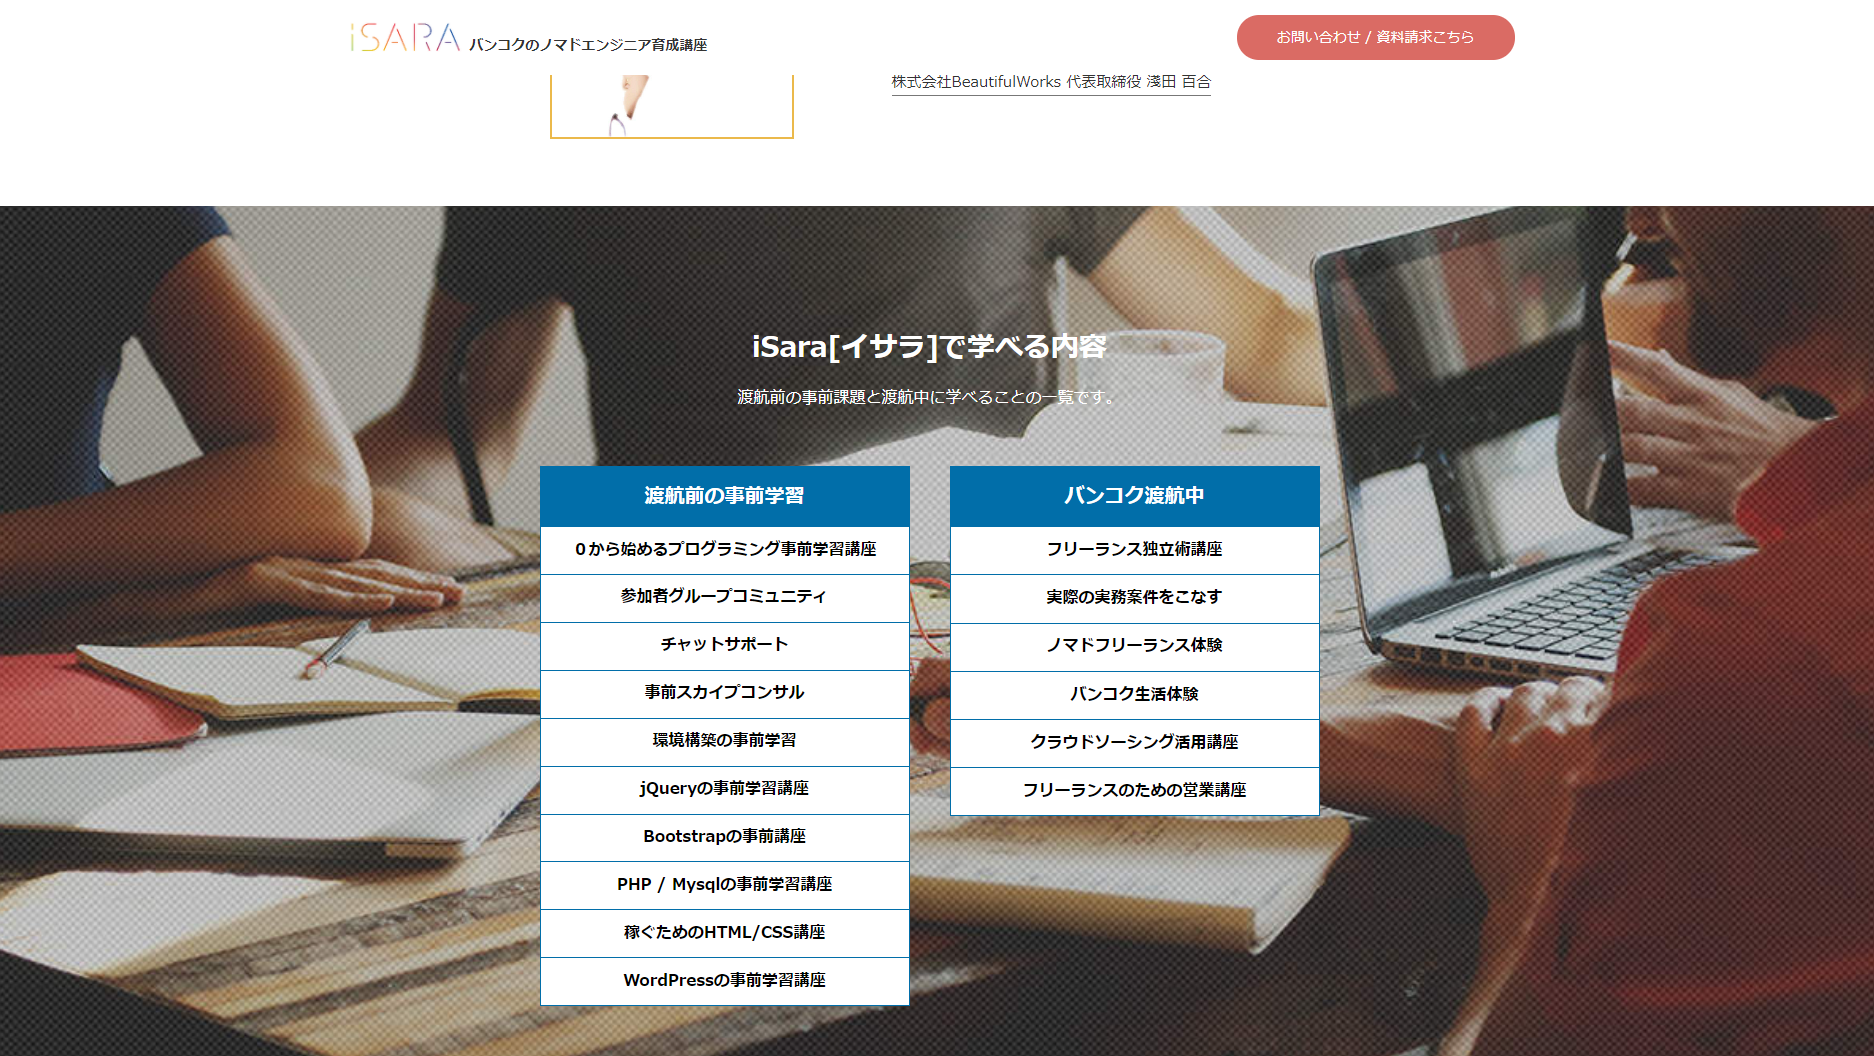 iSARA バンコクのノマドエンジニア育成講座
お問い合わせ / 資料請求こちら
株式会社BeautifulWorks 代表取締役 淺田 百合
iSara[イサラ]で学べる内容
渡航前の事前課題と渡航中に学べることの一覧です。
渡航前の事前学習
０から始めるプログラミング事前学習講座
参加者グループコミュニティ
チャットサポート
事前スカイプコンサル
環境構築の事前学習
jQueryの事前学習講座
Bootstrapの事前講座
PHP / Mysqlの事前学習講座
稼ぐためのHTML/CSS講座
WordPressの事前学習講座
バンコク渡航中
フリーランス独立術講座
実際の実務案件をこなす
ノマドフリーランス体験
バンコク生活体験
クラウドソーシング活用講座
フリーランスのための営業講座